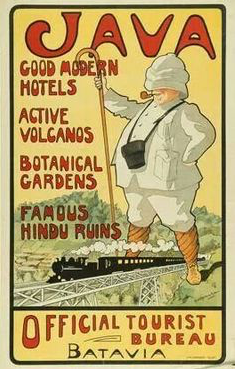 JAVA
GOOD MODERN
HOTELS
ACTIVE
VOLCANOS
BOTANICAL
GARDENS
FAMOUS
HINDU RUINS
OFFICIAL TOURIST
BUREAU
BATAVIA